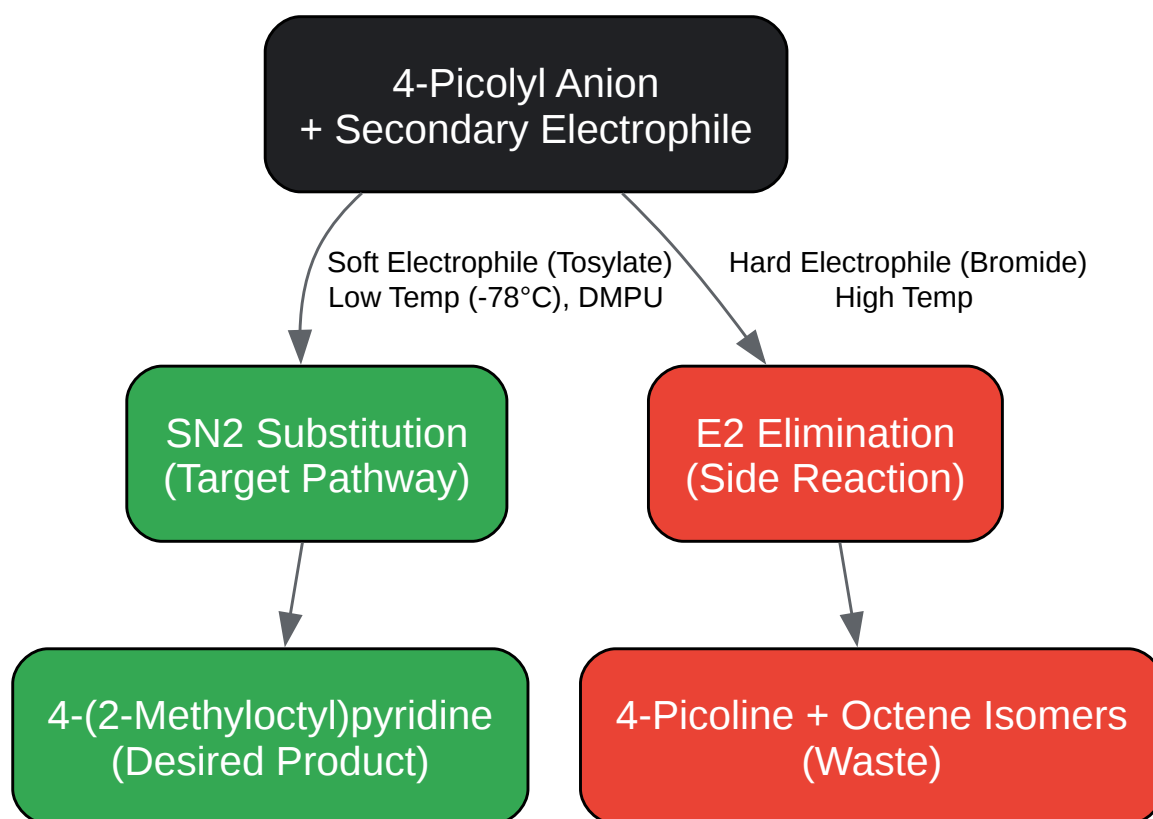 4-Picolyl Anion
+ Secondary Electrophile
Soft Electrophile (Tosylate)
Low Temp (-78°C), DMPU
Hard Electrophile (Bromide)
High Temp
SN2 Substitution
(Target Pathway)
E2 Elimination
(Side Reaction)
4-(2-Methyloctyl)pyridine
(Desired Product)
4-Picoline + Octene Isomers
(Waste)